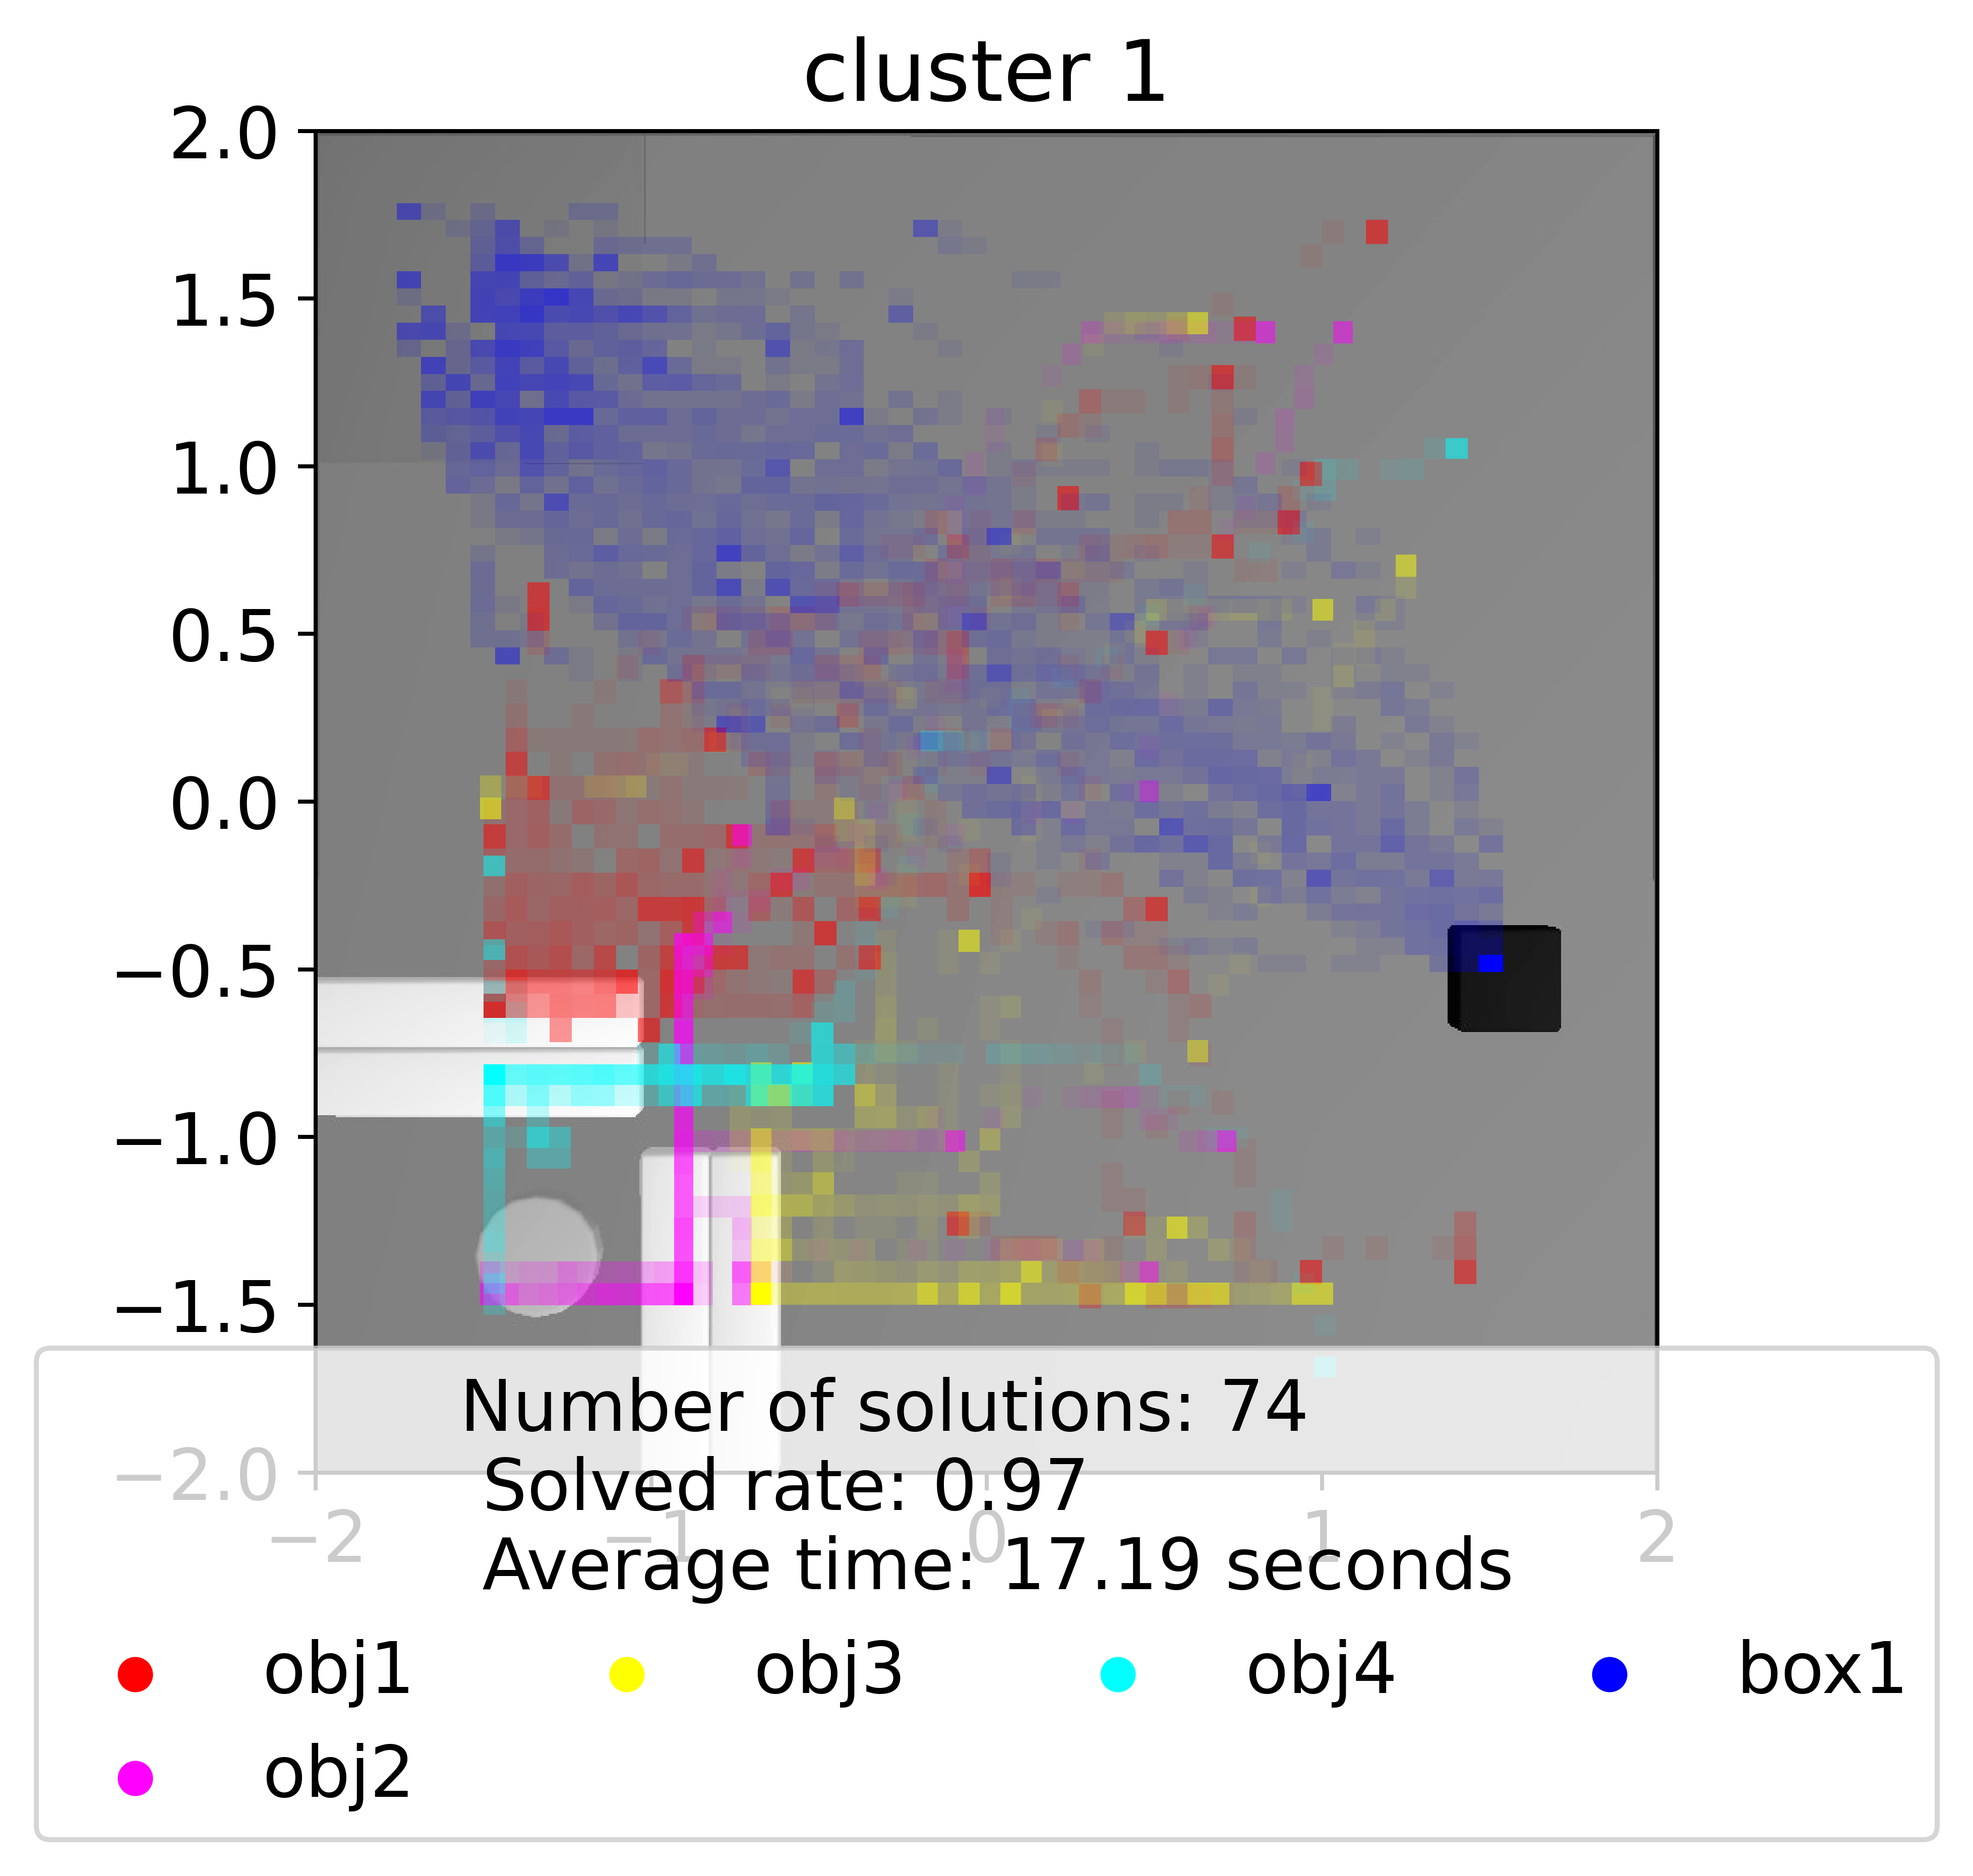 cluster 1
2.0
1.5
1.0
0.5
0.0
−0.5
−1.0
−1.5
−2.0
−2 −1 0 1 2
Number of solutions: 74
Solved rate: 0.97
Average time: 17.19 seconds
obj1 obj3 obj4 box1
obj2